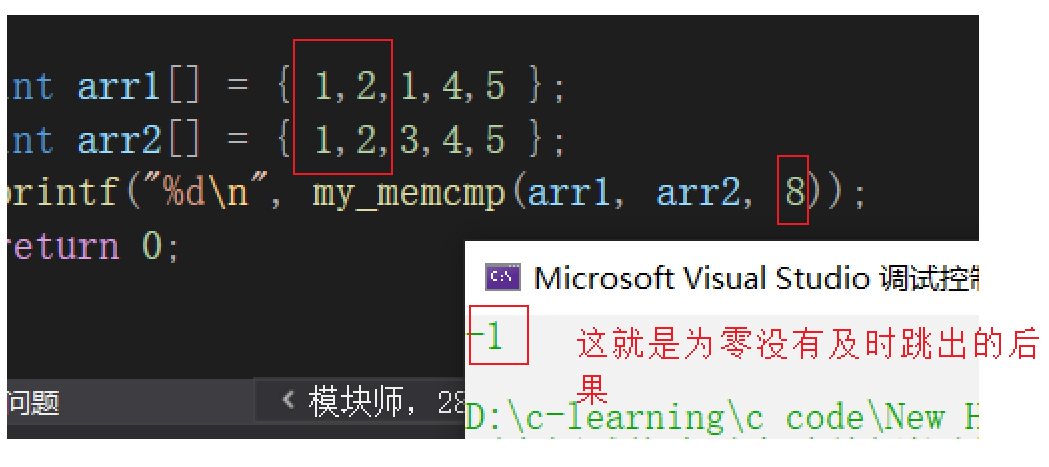 int arr1[] = { 1,2,1,4,5 };
int arr2[] = { 1,2,3,4,5 };
printf("%d\n", my_memcmp(arr1, arr2, 8));
return 0;
Microsoft Visual Studio 调试控制
-1
这就是为零没有及时跳出的后
果
问题
模块师，28
D:\c-learning\c code\New H